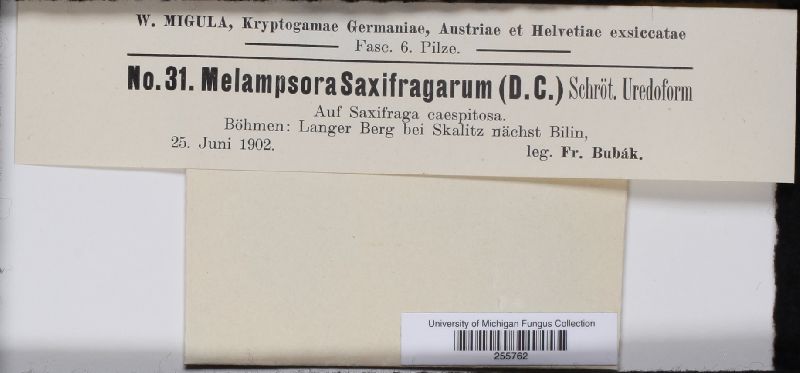 W. MIGULA, Kryptogamae Germaniae, Austriae et Helvetiae exsiccatae
Fasc. 6. Pilze.
No. 31. Melampsora Saxifragarum (D. C.) Schröt. Uredoform
Auf Saxifraga caespitosa.
Böhmen: Langer Berg bei Skalitz nächst Bilin,
25. Juni 1902. leg. Fr. Bubák.
University of Michigan Fungus Collection
255762